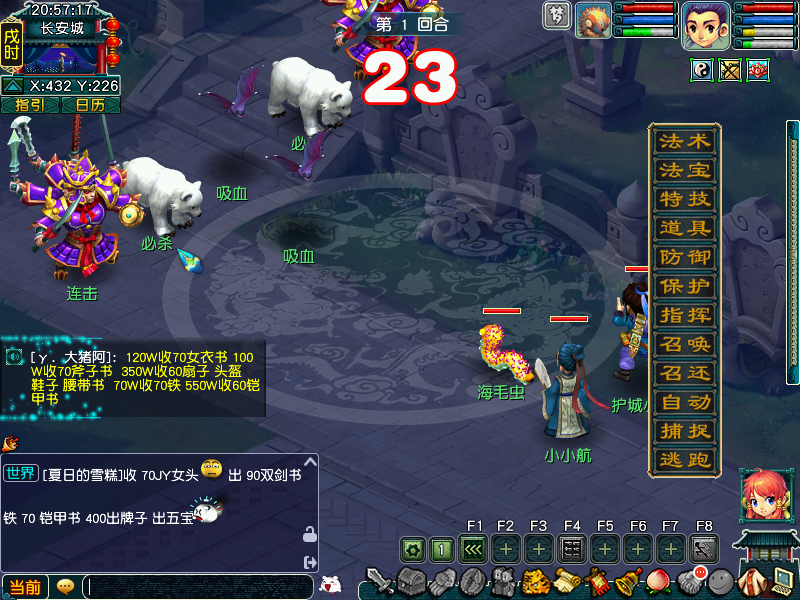 20:57:17
长安城
戌时
X:432 Y:226
指引 日历
第 1 回合
23
梦
必
吸血
必杀
吸血
连击
法术
法宝
特技
道具
防御
保护
指挥
召唤
召还
自动
捕捉
逃跑
[y．大猪阿]：120W收70女衣书 100
W收70斧子书 350W收60扇子 头盔
鞋子 腰带书 70W收70铁 550W收60铠
甲书
海毛虫
护城小
小小航
世界 [夏日的雪糕]收 70JY女头 出 90双剑书
铁 70 铠甲书 400出牌子 出五宝
F1 F2 F3 F4 F5 F6 F7 F8
1
当前